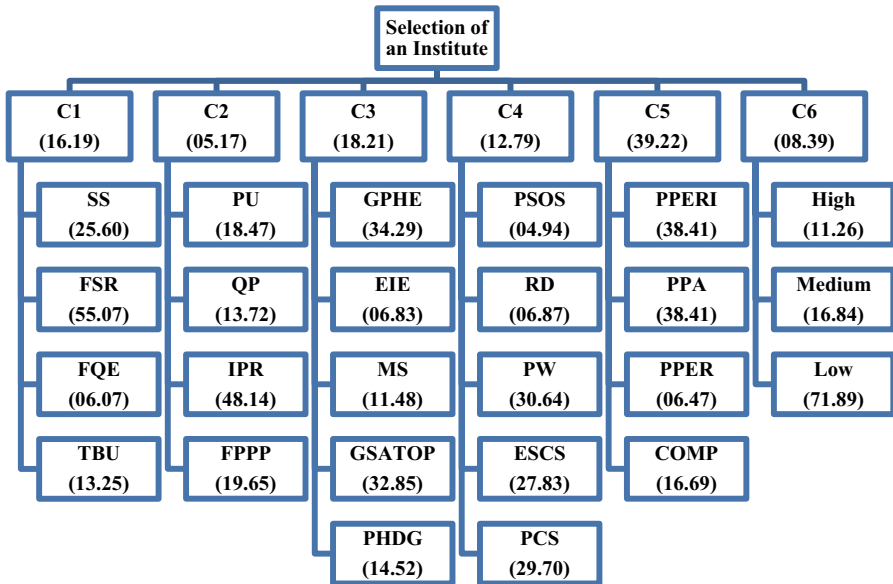 Selection of
an Institute
C1
(16.19)
C2
(05.17)
C3
(18.21)
C4
(12.79)
C5
(39.22)
C6
(08.39)
SS
(25.60)
PU
(18.47)
GPHE
(34.29)
PSOS
(04.94)
PPERI
(38.41)
High
(11.26)
FSR
(55.07)
QP
(13.72)
EIE
(06.83)
RD
(06.87)
PPA
(38.41)
Medium
(16.84)
FQE
(06.07)
IPR
(48.14)
MS
(11.48)
PW
(30.64)
PPER
(06.47)
Low
(71.89)
TBU
(13.25)
FPPP
(19.65)
GSATOP
(32.85)
ESCS
(27.83)
COMP
(16.69)
PHDG
(14.52)
PCS
(29.70)